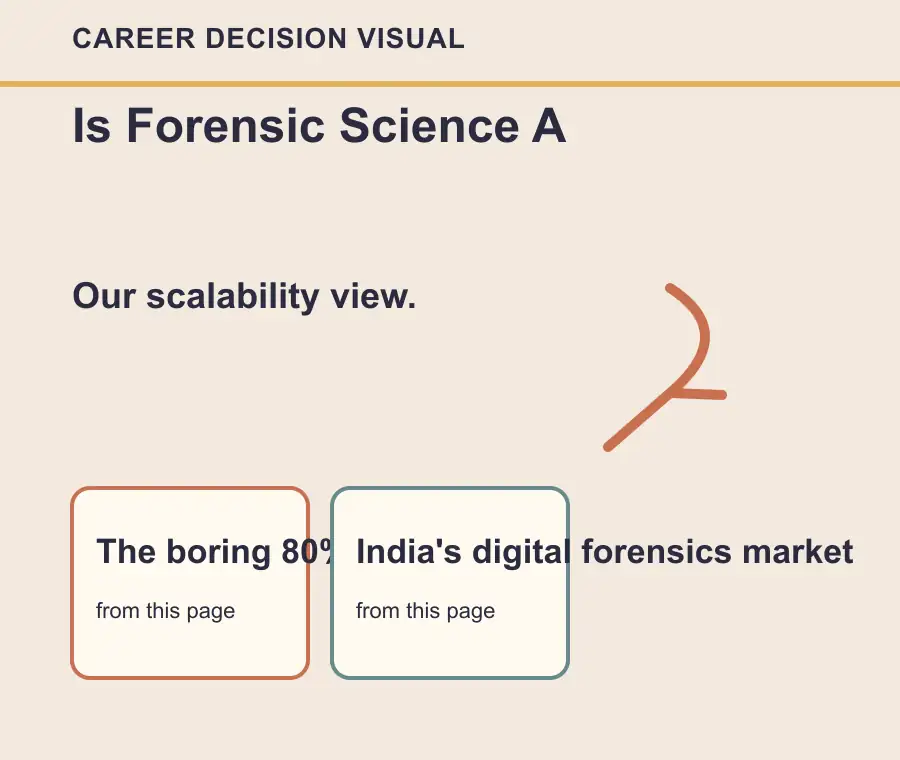 CAREER DECISION VISUAL
Is Forensic Science A
Our scalability view.
The boring 80%
India's digital forensics market
from this page
from this page